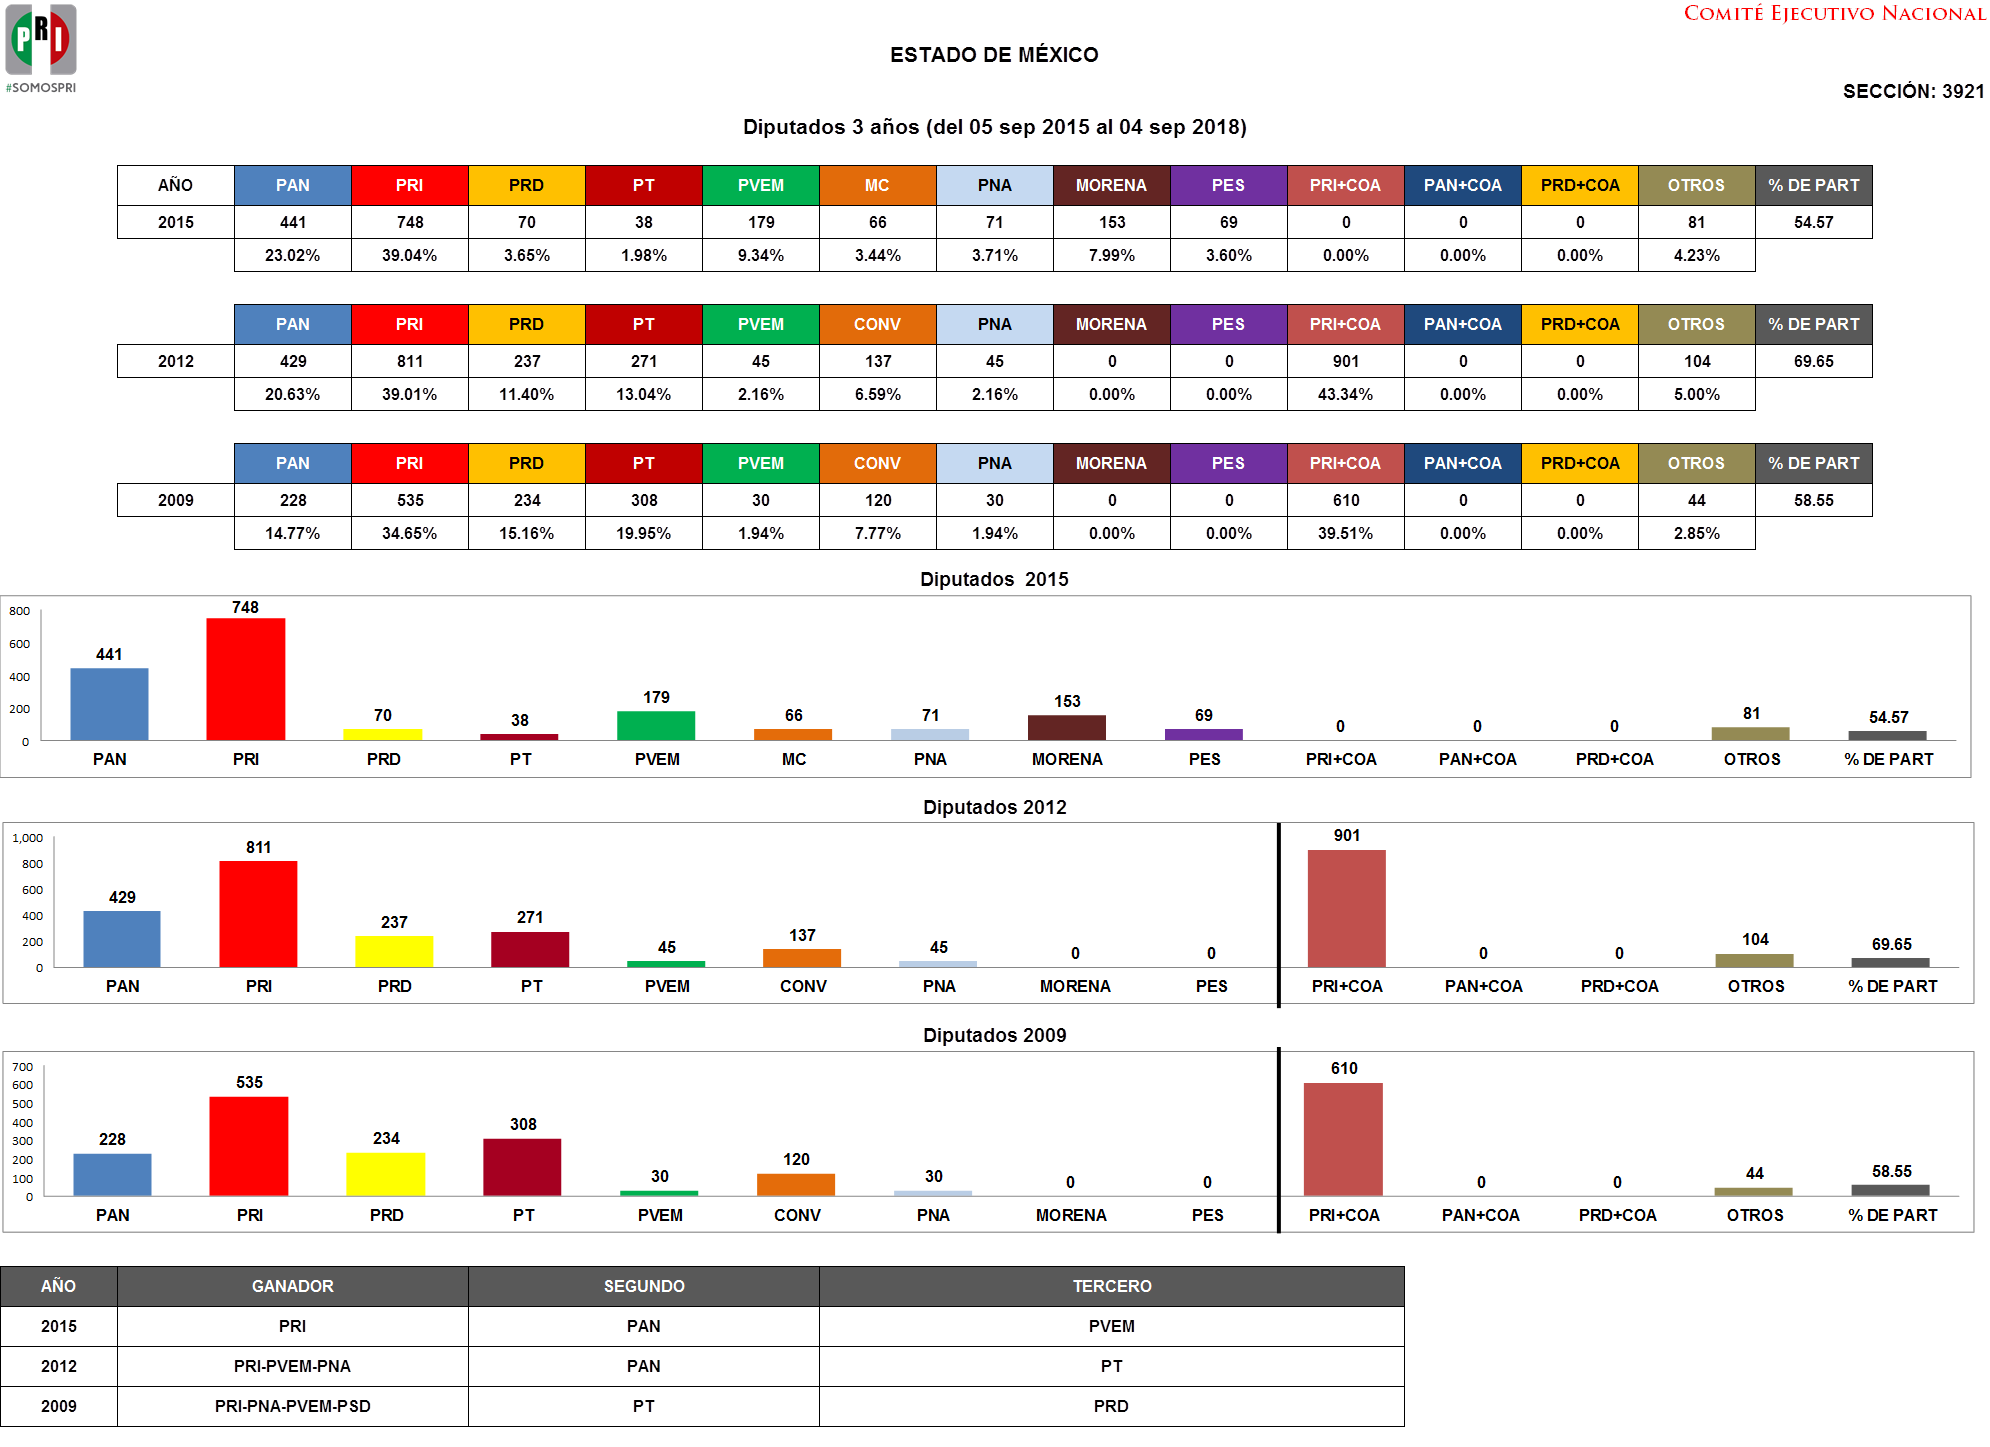 PRI
#SOMOSPRI
COMITÉ EJECUTIVO NACIONAL
ESTADO DE MÉXICO
SECCIÓN: 3921
Diputados 3 años (del 05 sep 2015 al 04 sep 2018)
AÑO PAN PRI PRD PT PVEM MC PNA MORENA PES PRI+COA PAN+COA PRD+COA OTROS % DE PART
2015 441 748 70 38 179 66 71 153 69 0 0 0 81 54.57
23.02% 39.04% 3.65% 1.98% 9.34% 3.44% 3.71% 7.99% 3.60% 0.00% 0.00% 0.00% 4.23%
PAN PRI PRD PT PVEM CONV PNA MORENA PES PRI+COA PAN+COA PRD+COA OTROS % DE PART
2012 429 811 237 271 45 137 45 0 0 901 0 0 104 69.65
20.63% 39.01% 11.40% 13.04% 2.16% 6.59% 2.16% 0.00% 0.00% 43.34% 0.00% 0.00% 5.00%
PAN PRI PRD PT PVEM CONV PNA MORENA PES PRI+COA PAN+COA PRD+COA OTROS % DE PART
2009 228 535 234 308 30 120 30 0 0 610 0 0 44 58.55
14.77% 34.65% 15.16% 19.95% 1.94% 7.77% 1.94% 0.00% 0.00% 39.51% 0.00% 0.00% 2.85%
Diputados 2015
800
600
400
200
0
441 748 70 38 179 66 71 153 69 0 0 0 81 54.57
PAN PRI PRD PT PVEM MC PNA MORENA PES PRI+COA PAN+COA PRD+COA OTROS % DE PART
Diputados 2012
1,000
800
600
400
200
0
429 811 237 271 45 137 45 0 0 901 0 0 104 69.65
PAN PRI PRD PT PVEM CONV PNA MORENA PES PRI+COA PAN+COA PRD+COA OTROS % DE PART
Diputados 2009
700
600
500
400
300
200
100
0
228 535 234 308 30 120 30 0 0 610 0 0 44 58.55
PAN PRI PRD PT PVEM CONV PNA MORENA PES PRI+COA PAN+COA PRD+COA OTROS % DE PART
AÑO GANADOR SEGUNDO TERCERO
2015 PRI PAN PVEM
2012 PRI-PVEM-PNA PAN PT
2009 PRI-PNA-PVEM-PSD PT PRD